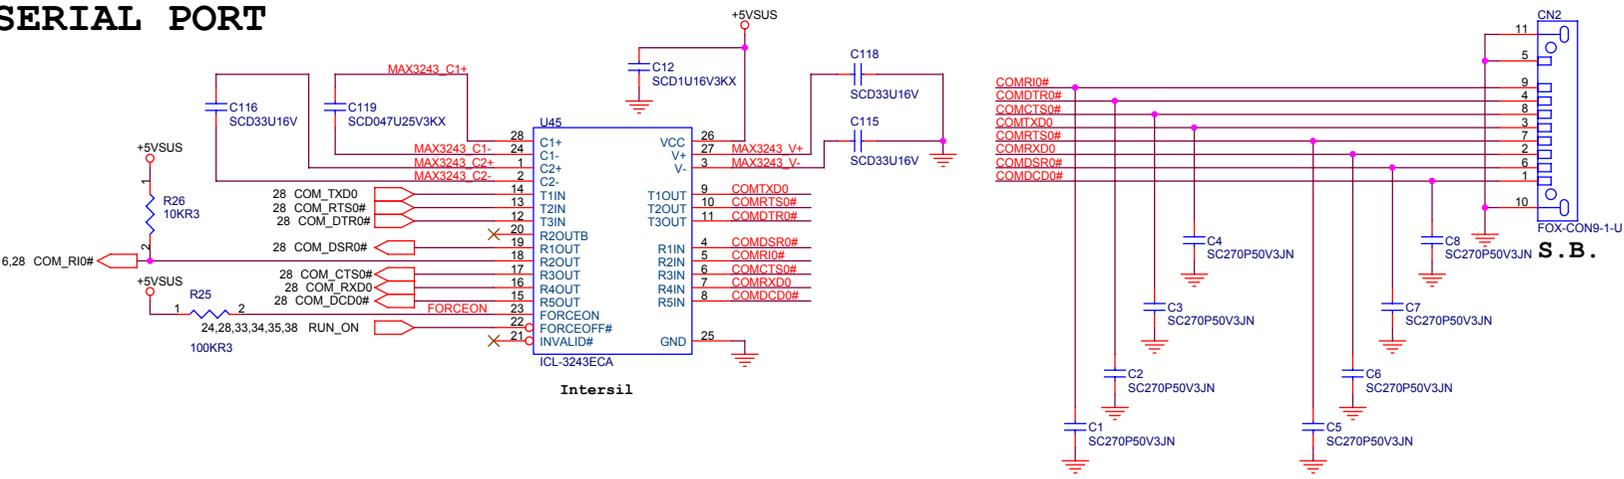 SERIAL PORT
+5VSUS
C12
SCD1U16V3KX
C118
SCD33U16V
C115
SCD33U16V
MAX3243_C1+
C116
SCD33U16V
C119
SCD047U25V3KX
MAX3243_C1-
MAX3243_C2+
MAX3243_C2-
+5VSUS
1
R26
10KR3
2
6,28 COM_RI0#
+5VSUS
R25
1 2
100KR3
28 COM_TXD0
28 COM_RTS0#
28 COM_DTR0#
28 COM_DSR0#
28 COM_CTS0#
28 COM_RXD0
28 COM_DCD0#
FORCEON
24,28,33,34,35,38 RUN_ON
U45
28 C1+
24 C1-
1 C2+
2 C2-
14 T1IN
13 T2IN
12 T3IN
20 R2OUTB
19 R1OUT
18 R2OUT
17 R3OUT
16 R4OUT
15 R5OUT
23 FORCEON
22 FORCEOFF#
21 INVALID#
VCC 26
V+ 27 MAX3243_V+
V- 3 MAX3243_V-
T1OUT 9 COMTXD0
T2OUT 10 COMRTS0#
T3OUT 11 COMDTR0#
R1IN 4 COMDSR0#
R2IN 5 COMRI0#
R3IN 6 COMCTS0#
R4IN 7 COMRXD0
R5IN 8 COMDCD0#
GND 25
ICL-3243ECA
Intersil
CN2
11
5
COMRI0# 9
COMDTR0# 4
COMCTS0# 8
COMTXD0 3
COMRTS0# 7
COMRXD0 2
COMDSR0# 6
COMDCD0# 1
10
FOX-CON9-1-U
S.B.
C4
SC270P50V3JN
C8
SC270P50V3JN
C3
SC270P50V3JN
C7
SC270P50V3JN
C2
SC270P50V3JN
C6
SC270P50V3JN
C1
SC270P50V3JN
C5
SC270P50V3JN